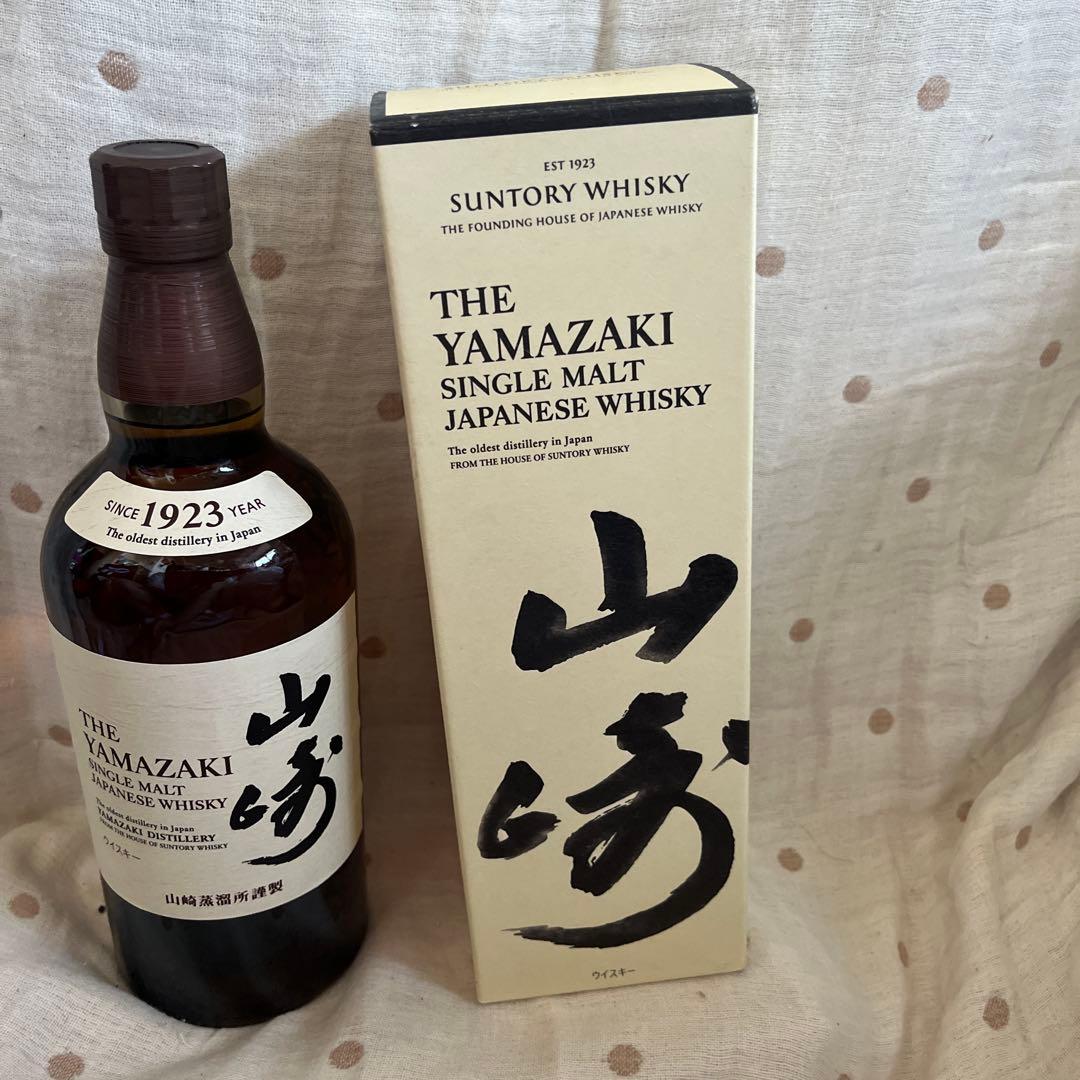 SINCE 1923 YEAR
The oldest distillery in Japan
THE
YAMAZAKI
SINGLE MALT
JAPANESE WHISKY
The oldest distillery in Japan
YAMAZAKI DISTILLERY
FROM THE HOUSE OF SUNTORY WHISKY
ウイスキー
山崎
山崎蒸溜所謹製
EST 1923
SUNTORY WHISKY
THE FOUNDING HOUSE OF JAPANESE WHISKY
THE
YAMAZAKI
SINGLE MALT
JAPANESE WHISKY
The oldest distillery in Japan
FROM THE HOUSE OF SUNTORY WHISKY
山崎
ウイスキー